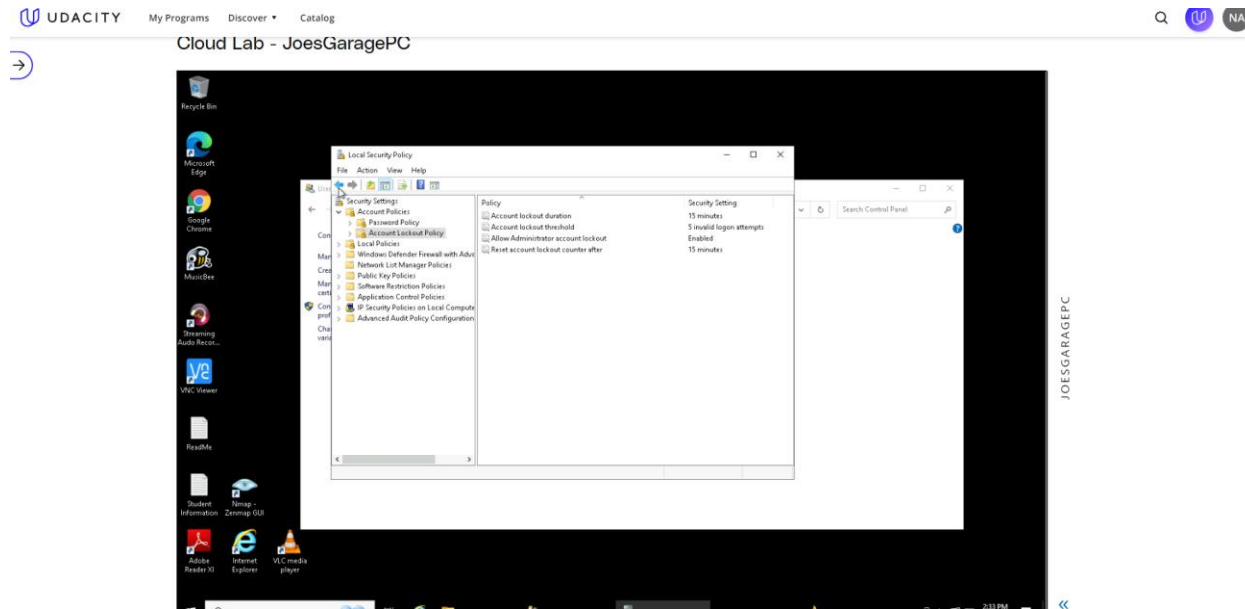 UDACITY My Programs Discover Catalog NA
Cloud Lab - JoesGaragePC
Recycle Bin
Microsoft
Edge
Google
Chrome
MusicBee
Streaming
Audo Recor...
VNC Viewer
ReadMe
Student
Information
Nmap -
Zenmap GUI
Adobe
Reader XI
Internet
Explorer
VLC media
player
Local Security Policy
File Action View Help
Security Settings
Account Policies
Password Policy
Account Lockout Policy
Local Policies
Windows Defender Firewall with Adva
Network List Manager Policies
Public Key Policies
Software Restriction Policies
Application Control Policies
IP Security Policies on Local Compute
Advanced Audit Policy Configuration
Policy Security Setting
Account lockout duration 15 minutes
Account lockout threshold 5 invalid logon attempts
Allow Administrator account lockout Enabled
Reset account lockout counter after 15 minutes
Search Control Panel
JOESGARAGEPC
2:33 PM